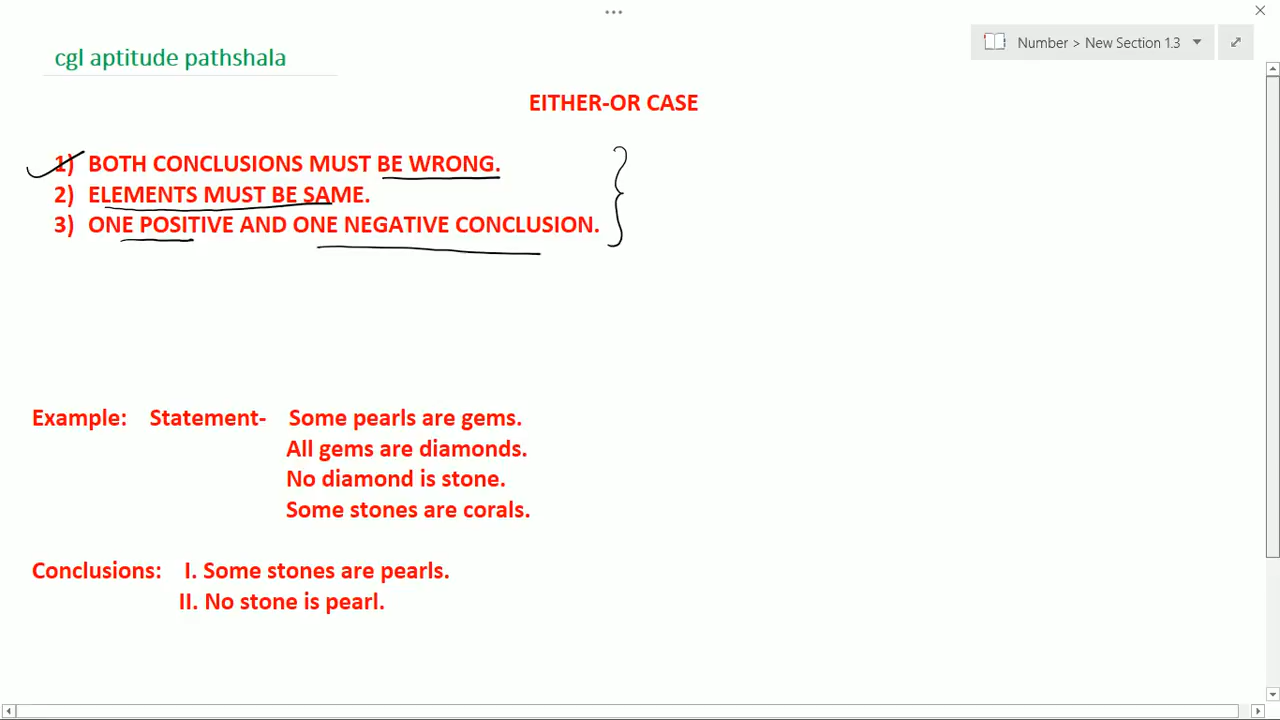 Number > New Section 1.3
cgl aptitude pathshala
EITHER-OR CASE
1) BOTH CONCLUSIONS MUST BE WRONG.
2) ELEMENTS MUST BE SAME.
3) ONE POSITIVE AND ONE NEGATIVE CONCLUSION.
Example: Statement- Some pearls are gems.
All gems are diamonds.
No diamond is stone.
Some stones are corals.
Conclusions: I. Some stones are pearls.
II. No stone is pearl.